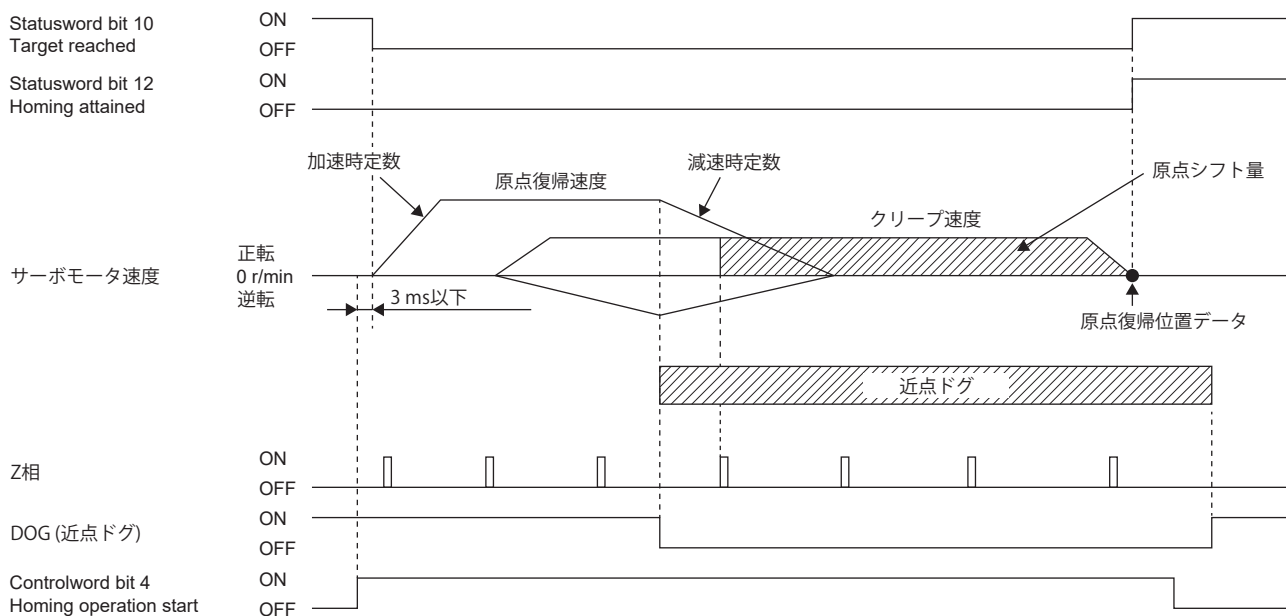 Statusword bit 10
Target reached
ON
OFF
Statusword bit 12
Homing attained
ON
OFF
加速時定数
原点復帰速度
減速時定数
原点シフト量
クリープ速度
サーボモータ速度
正転
0 r/min
逆転
3 ms以下
原点復帰位置データ
近点ドグ
Z相
ON
OFF
DOG (近点ドグ)
ON
OFF
Controlword bit 4
Homing operation start
ON
OFF